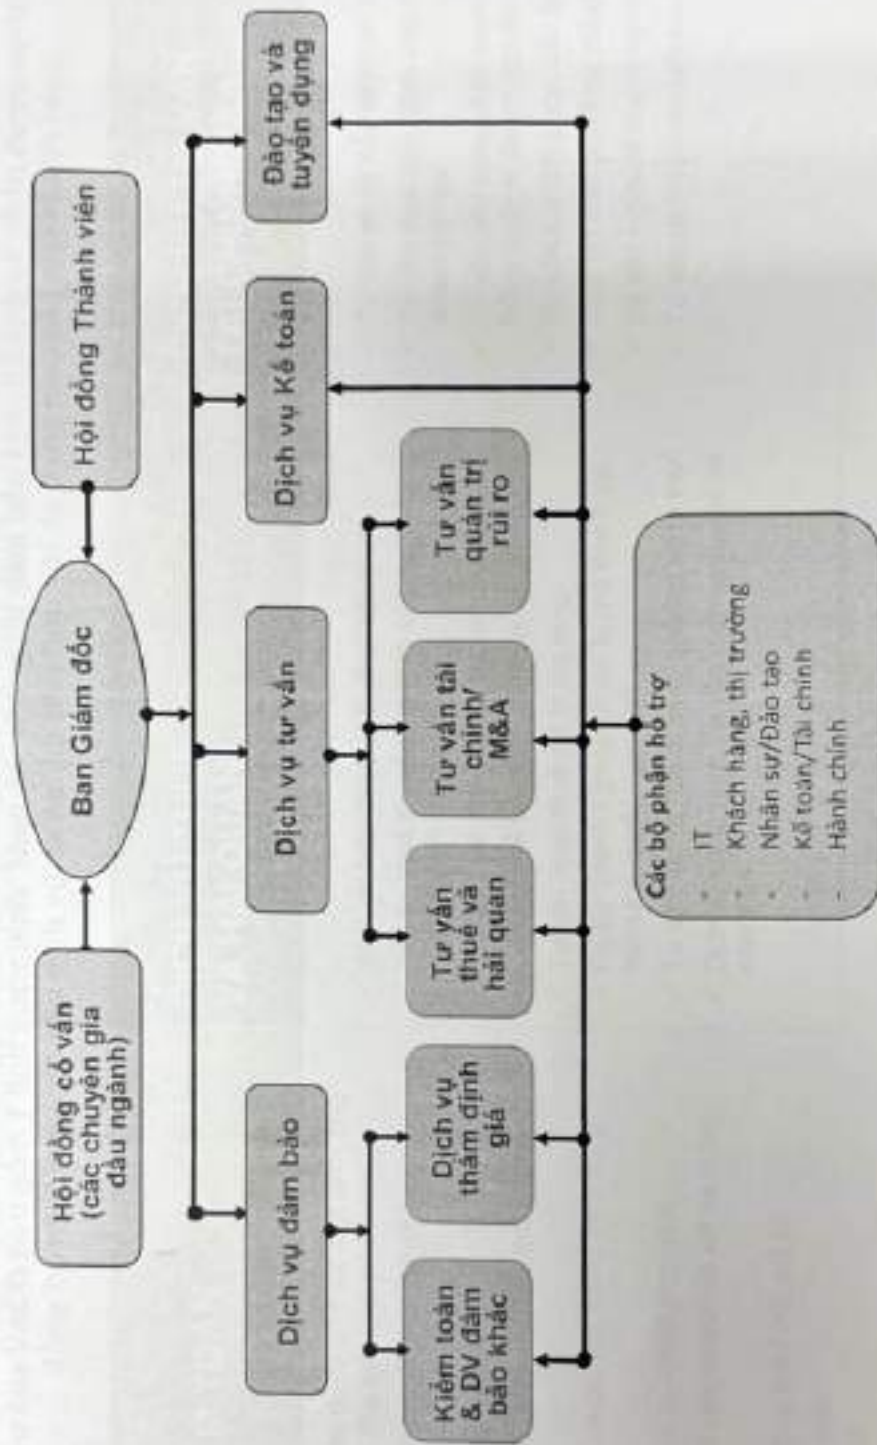 Hội đồng cố vấn
(các chuyên gia
đầu ngành)
Ban Giám đốc
Hội đồng Thành viên
Dịch vụ đảm bảo
Dịch vụ tư vấn
Dịch vụ Kế toán
Đào tạo và
tuyển dụng
Kiểm toán
& DV đảm
bảo khác
Dịch vụ
thẩm định
giá
Tư vấn
thuế và
hải quan
Tư vấn tài
chính/
M&A
Tư vấn
quản trị
rủi ro
Các bộ phận hỗ trợ
- IT
- Khách hàng, thị trường
- Nhân sự/Đào tạo
- Kế toán/Tài chính
- Hành chính